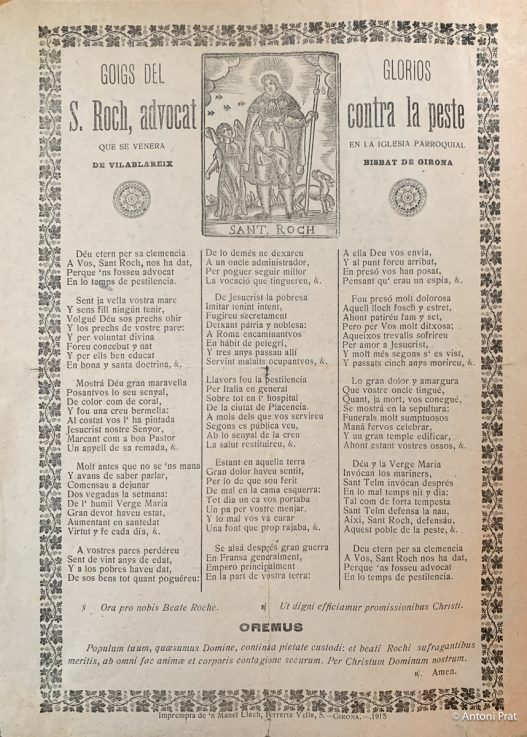 GOIGS DEL GLORIOS
S. Roch, advocat contra la peste
QUE SE VENERA EN LA IGLESIA PARROQUIAL
DE VILABLAREIX BISBAT DE GIRONA
SANT. ROCH
Déu etern per sa clemencia
A Vos, Sant Roch, nos ha dat,
Perque 'ns fosseu advocat
En lo temps de pestilencia.
Sent ja vella vostra mare
Y sens fill ningún tenir,
Volgué Déu sos prechs ohir
Y los prechs de vostre pare:
Y per voluntat divina
Foreu concebut y nat
Y per ells ben educat
En bona y santa doctrina, &.
Mostrá Déu gran maravella
Posantvos lo seu senyal,
De color com de coral,
Y fou una creu bermella:
Al costat vos l' ha pintada
Jesucrist nostre Senyor,
Marcant com a bon Pastor
Un anyell de sa remada, &.
Molt antes que no se 'ns mana
Y avans de saber parlar,
Comensau a dejunar
Dos vegadas la setmana:
De l' humil Verge Maria
Gran devot haveu estat,
Aumentant en santedat
Virtut y fe cada día, &.
A vostres pares perdéreu
Sent de vint anys de edat,
Y a los pobres haveu dat,
De sos bens tot quant poguéreu:
De lo demés ne dexareu
A un oncle administrador,
Per poguer seguir millor
La vocació que tinguereu, &.
De Jesucrist la pobresa
Imitar tenint intent,
Fugireu secretament
Deixant pátria y noblesa:
A Roma encaminantvos
En hábit de pelegrí,
Y tres anys passau allí
Servint malalts ocupantvos, &.
Llavors fou la pestilencia
Per Italia en general
Sobre tot en l' hospital
De la ciutat de Placencia.
A mols dels que vos servireu
Segons es pública veu,
Ab lo senyal de la creu
La salut restituireu, &.
Estant en aquella terra
Gran dolor haveu sentit,
Per lo de que sou ferit
De mal en la cama esquerra:
Tot dia un ca vos portaba
Un pa per vostre menjar,
Y lo mal vos va curar
Una font que prop rajaba, &.
Se alsá després gran guerra
En Fransa generalment,
Empero principalment
En la part de vostra terra:
A ella Deu vos envia,
Y al punt foreu arribat,
En presó vos han posat,
Pensant qu' erau un espia, &.
Fou presó molt dolorosa
Aquell lloch fosch y estret,
Ahont patireu fam y set,
Pero per Vos molt ditxosa;
Aqueixos trevalls sofrireu
Per amor a Jesucrist,
Y molt més segons s' es vist,
Y passats cinch anys morireu, &.
Lo gran dolor y amargura
Que vostre oncle tingué,
Quant, ja mort, vos conegué,
Se mostrá en la sepultura:
Funerals molt sumptuosos
Maná fervos celebrar,
Y un gran temple edificar,
Ahont estant vostres ossos, &.
Déu y la Verge Maria
Invócan los mariners,
Sant Telm invócan després
En lo mal temps nit y dia:
Tal com de forta tempesta
Sant Telm defensa la nau,
Aixi, Sant Roch, defensáu,
Aquest poble de la peste, &.
Deu etern per sa clemencia
A Vos, Sant Roch, nos ha dat,
Perque 'ns fosseu advocat
En lo temps de pestilencia.
Ora pro nobis Beate Roche. Ut digni efficiamur promissionibus Christi.
OREMUS
Populum tuum, quæsumus Domine, continua pietate custodi: et beati Rochi sufragantibus
meritis, ab omni fac animæ et corporis contagione securum. Per Christum Dominum nostrum.
Amen.
Imprempta de 'n Manel Llach, Ferreria Vella, 5.—GIRONA.—1915
© Antoni Prat